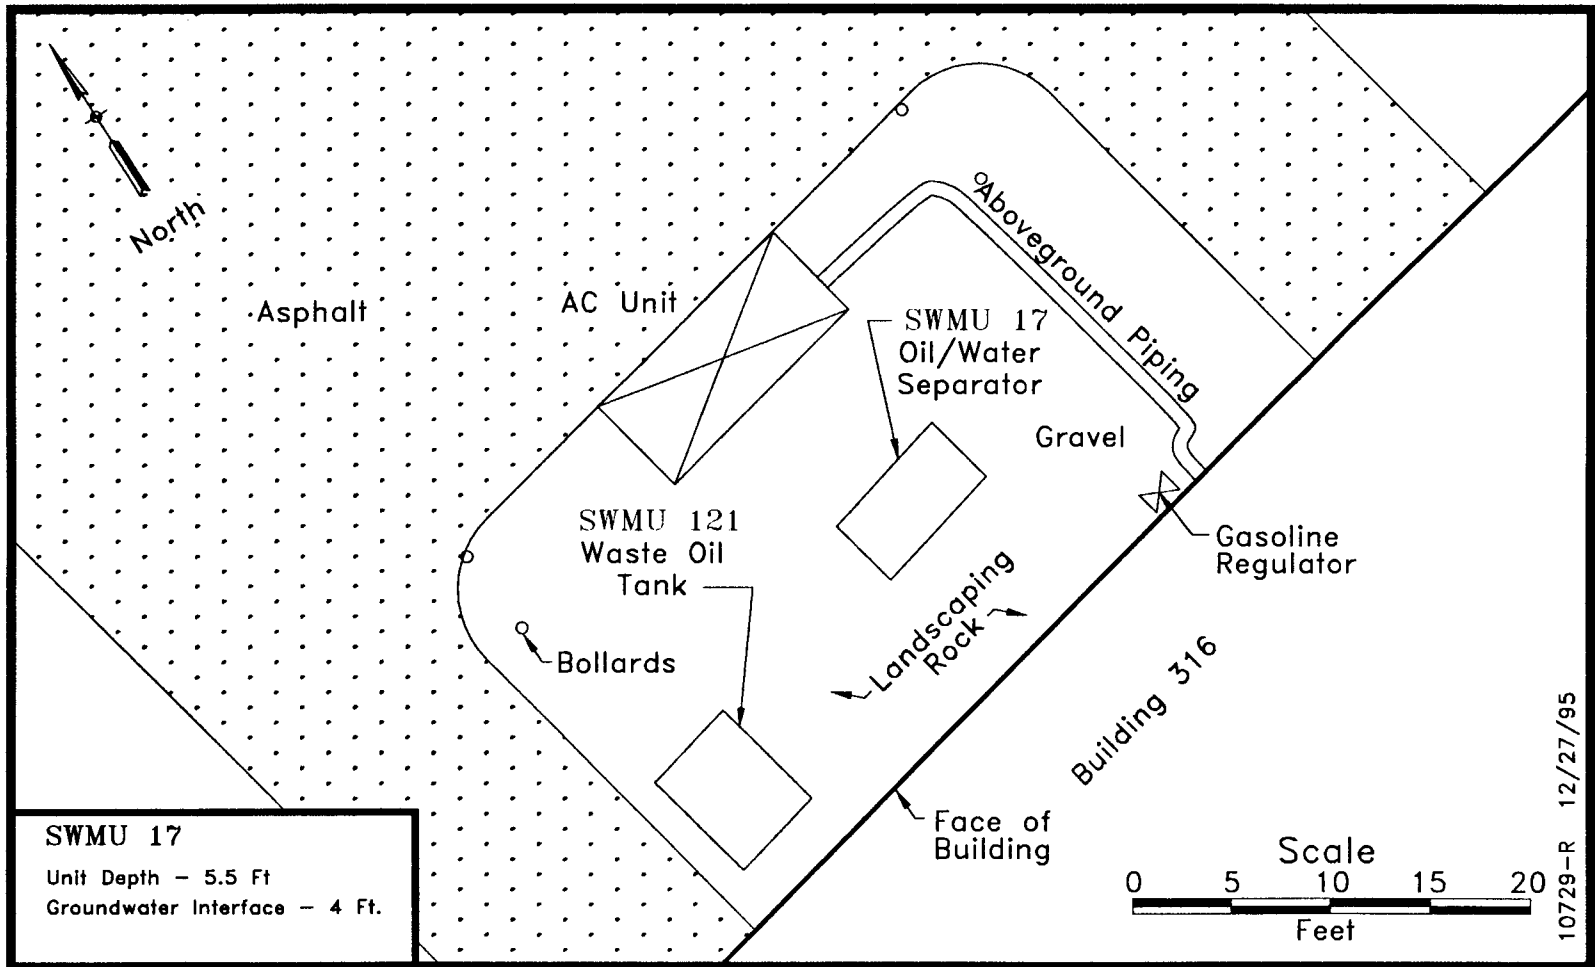 North
Asphalt
AC Unit
Aboveground Piping
SWMU 17
Oil/Water
Separator
Gravel
SWMU 121
Waste Oil
Tank
Gasoline
Regulator
Bollards
Landscaping
Rock
Building 316
Face of
Building
SWMU 17
Unit Depth - 5.5 Ft
Groundwater Interface - 4 Ft.
Scale
0 5 10 15 20
Feet
10729-R 12/27/95